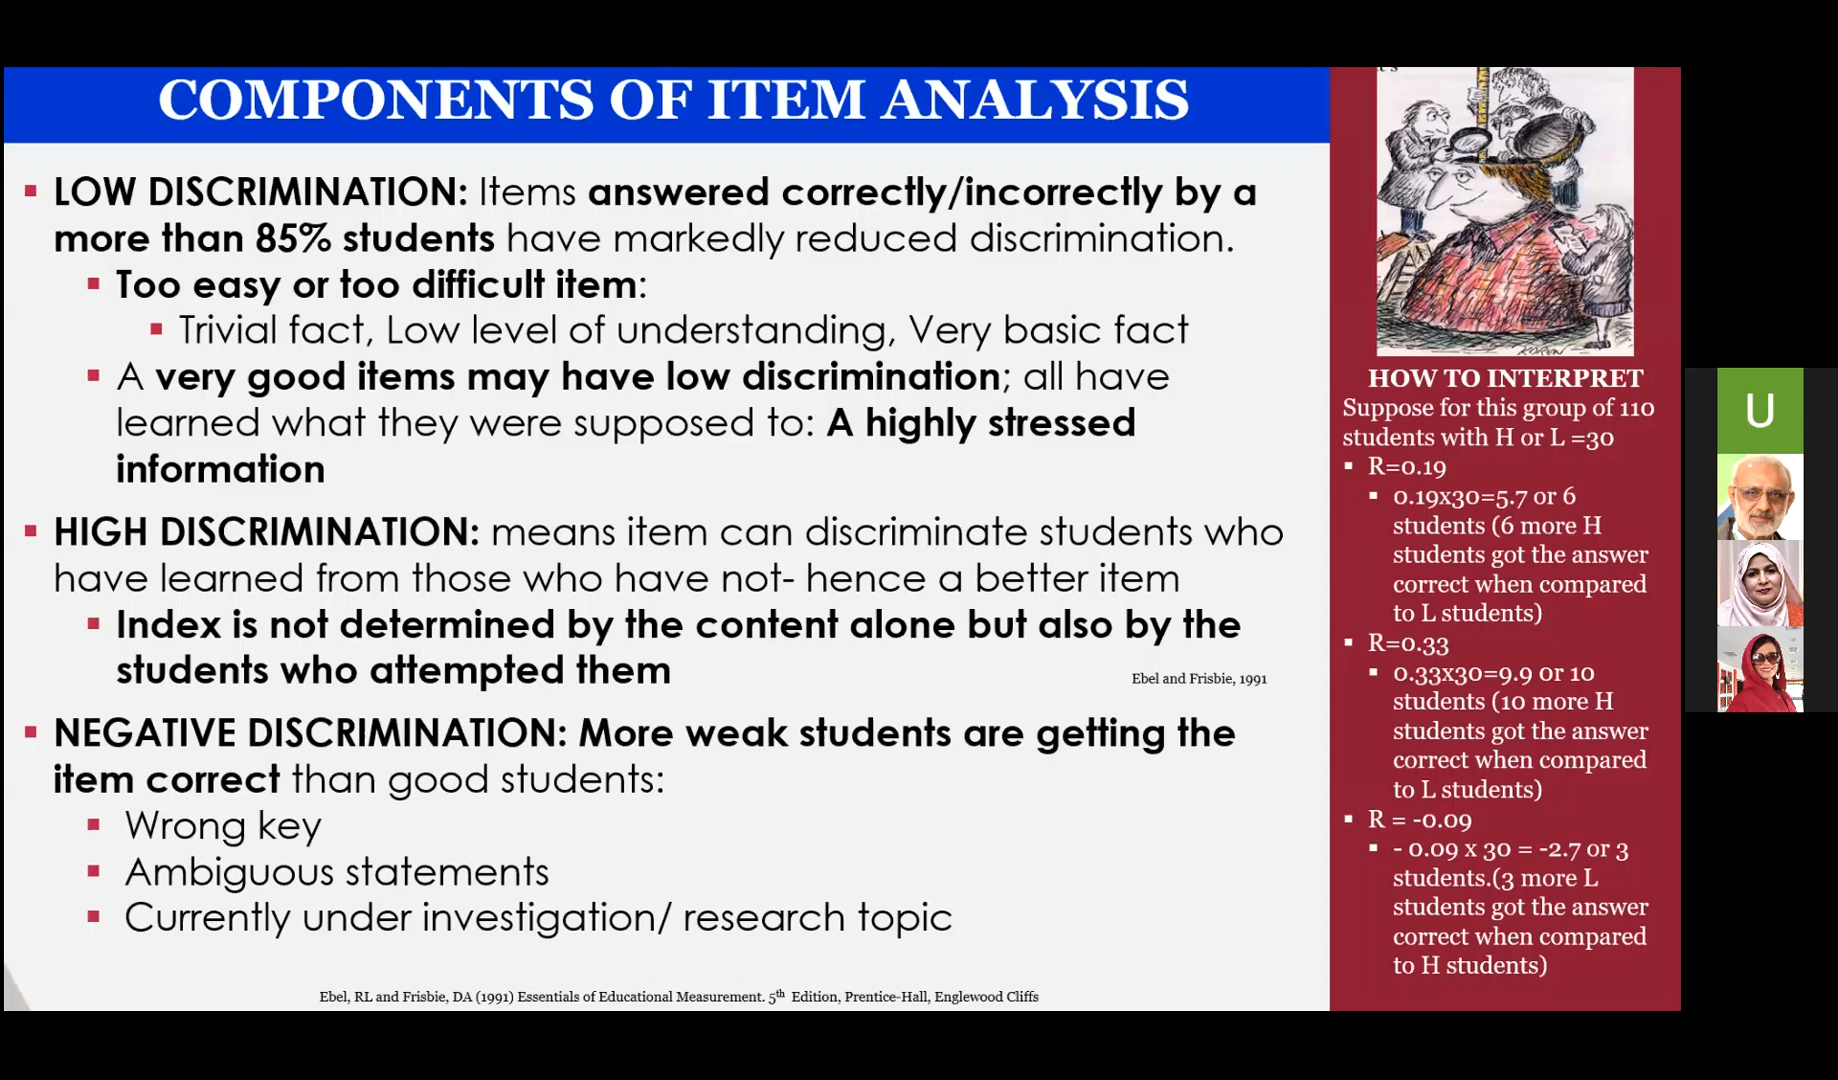 COMPONENTS OF ITEM ANALYSIS
▪ LOW DISCRIMINATION: Items answered correctly/incorrectly by a
more than 85% students have markedly reduced discrimination.
▪ Too easy or too difficult item:
▪ Trivial fact, Low level of understanding, Very basic fact
▪ A very good items may have low discrimination; all have
learned what they were supposed to: A highly stressed
information
▪ HIGH DISCRIMINATION: means item can discriminate students who
have learned from those who have not- hence a better item
▪ Index is not determined by the content alone but also by the
students who attempted them
Ebel and Frisbie, 1991
▪ NEGATIVE DISCRIMINATION: More weak students are getting the
item correct than good students:
▪ Wrong key
▪ Ambiguous statements
▪ Currently under investigation/ research topic
Ebel, RL and Frisbie, DA (1991) Essentials of Educational Measurement. 5th Edition, Prentice-Hall, Englewood Cliffs
HOW TO INTERPRET
Suppose for this group of 110
students with H or L =30
▪ R=0.19
▪ 0.19x30=5.7 or 6
students (6 more H
students got the answer
correct when compared
to L students)
▪ R=0.33
▪ 0.33x30=9.9 or 10
students (10 more H
students got the answer
correct when compared
to L students)
▪ R = -0.09
▪ - 0.09 x 30 = -2.7 or 3
students.(3 more L
students got the answer
correct when compared
to H students)
U